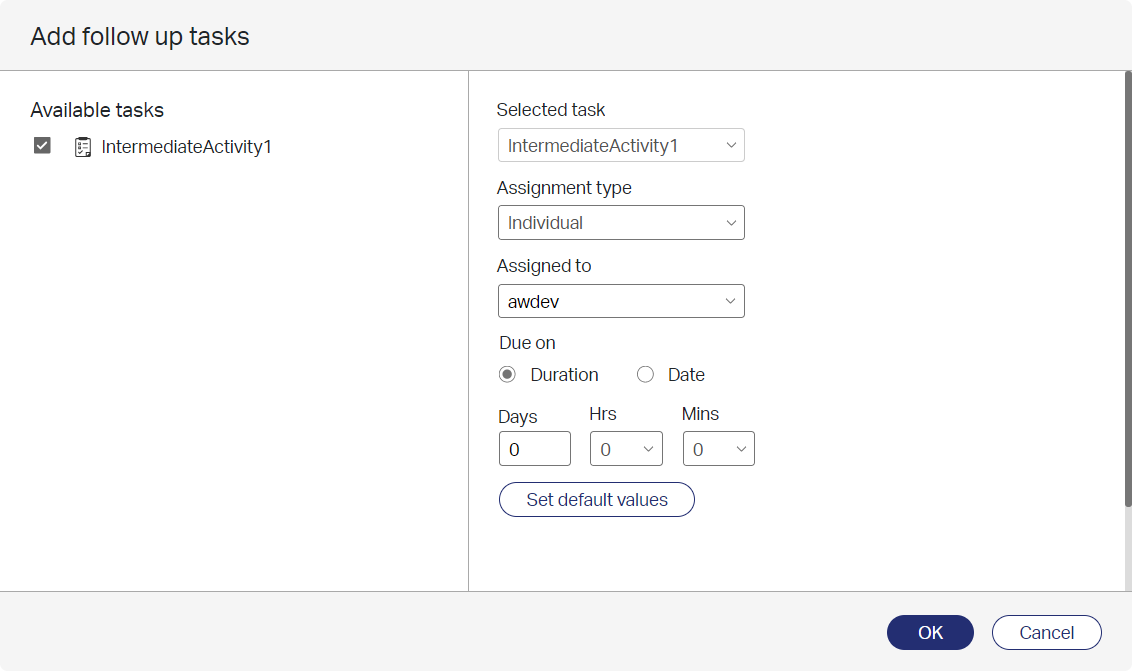 Add follow up tasks
Available tasks
IntermediateActivity1
Selected task
IntermediateActivity1
Assignment type
Individual
Assigned to
awdev
Due on
Duration Date
Days Hrs Mins
0 0 0
Set default values
OK Cancel